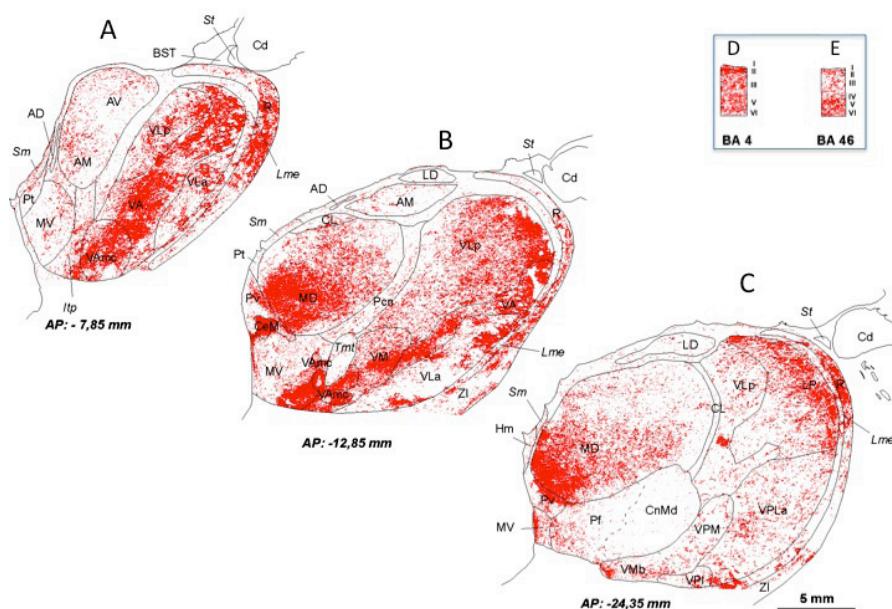 A
St
BST
Cd
AV
AD
VLp
R
Sm
AM
Lme
VLa
Pt
VA
MV
VAmc
Itp
AP: - 7,85 mm
B
St
LD
Cd
AD
AM
R
Sm
CL
VLp
Pt
Pv
MD
Pcn
VA
CeM
Tmt
Lme
MV
VAmc
VM
VLa
VAmc
ZI
AP: -12,85 mm
C
St
Cd
LD
VLp
LP
R
Sm
CL
Lme
Hm
MD
Pv
VPLa
MV
Pf
CnMd
VPM
VMb
VPI
ZI
AP: -24,35 mm
5 mm
D
I
II
III
V
VI
BA 4
E
I
II
III
IV
V
VI
BA 46